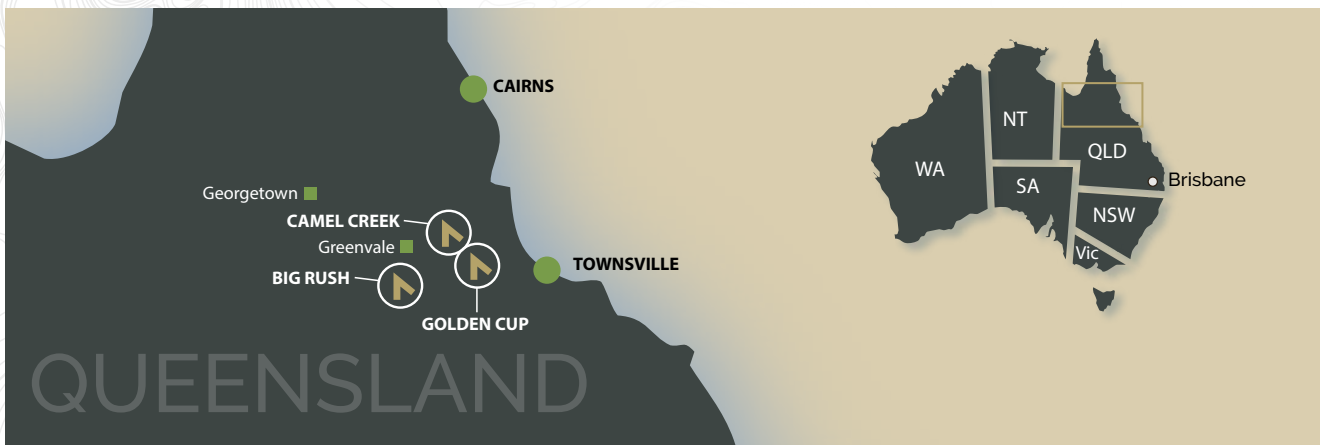 CAIRNS
Georgetown
CAMEL CREEK
Greenvale
BIG RUSH
TOWNSVILLE
GOLDEN CUP
QUEENSLAND
NT
QLD
WA
SA
Brisbane
NSW
Vic